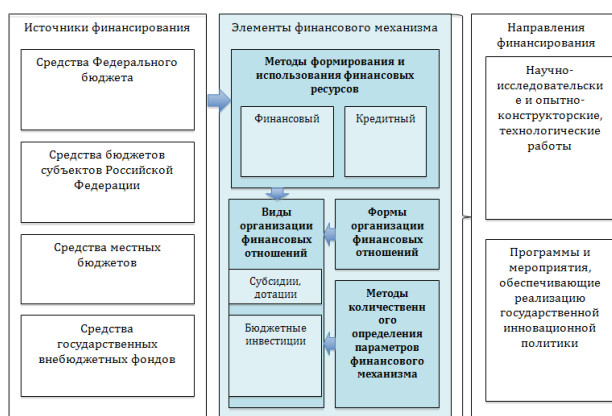 Источники финансирования
Средства Федерального
бюджета
Средства бюджетов
субъектов Российской
Федерации
Средства местных
бюджетов
Средства
государственных
внебюджетных фондов
Элементы финансового механизма
Методы формирования и
использования финансовых
ресурсов
Финансовый
Кредитный
Виды
организации
финансовых
отношений
Субсидии,
дотации
Бюджетные
инвестиции
Формы
организации
финансовых
отношений
Методы
количественн
ого
определения
параметров
финансового
механизма
Направления
финансирования
Научно-
исследовательски
е и опытно-
конструкторские,
технологические
работы
Программы и
мероприятия,
обеспечивающие
реализацию
государственной
инновационной
политики